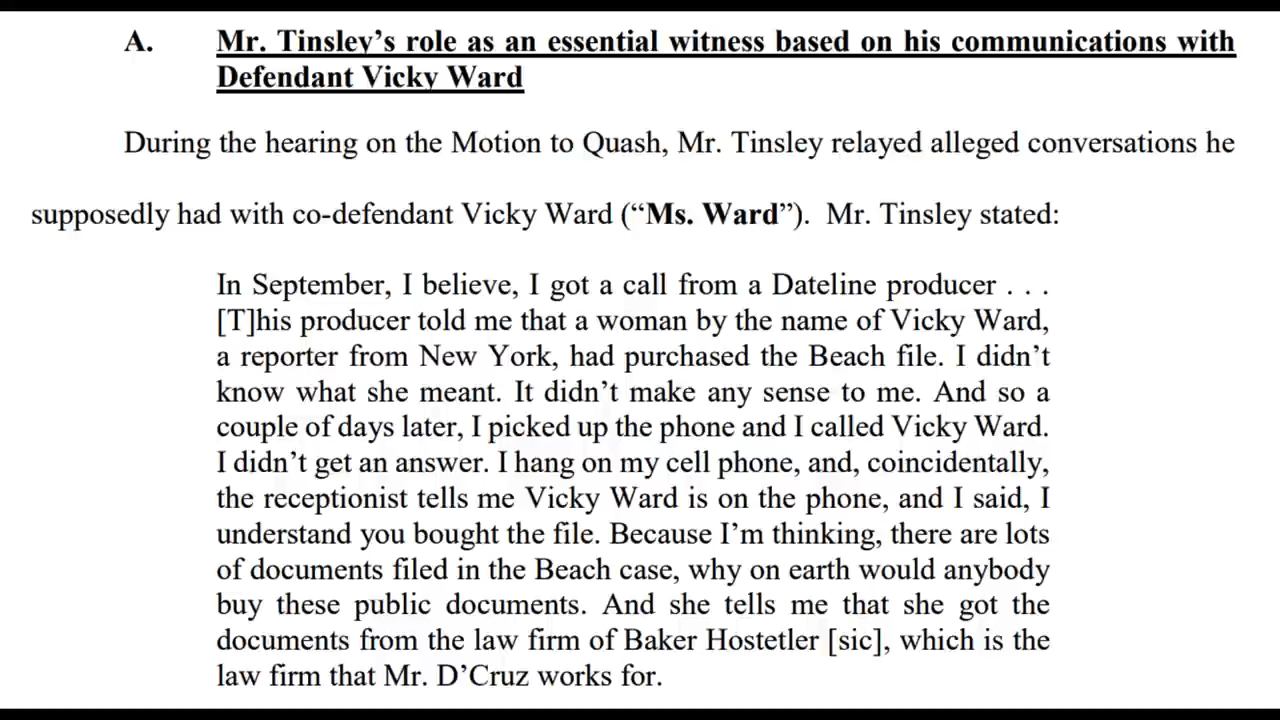 A. Mr. Tinsley’s role as an essential witness based on his communications with
Defendant Vicky Ward
During the hearing on the Motion to Quash, Mr. Tinsley relayed alleged conversations he
supposedly had with co-defendant Vicky Ward (“Ms. Ward”). Mr. Tinsley stated:
In September, I believe, I got a call from a Dateline producer . . .
[T]his producer told me that a woman by the name of Vicky Ward,
a reporter from New York, had purchased the Beach file. I didn’t
know what she meant. It didn’t make any sense to me. And so a
couple of days later, I picked up the phone and I called Vicky Ward.
I didn’t get an answer. I hang on my cell phone, and, coincidentally,
the receptionist tells me Vicky Ward is on the phone, and I said, I
understand you bought the file. Because I’m thinking, there are lots
of documents filed in the Beach case, why on earth would anybody
buy these public documents. And she tells me that she got the
documents from the law firm of Baker Hostetler [sic], which is the
law firm that Mr. D’Cruz works for.